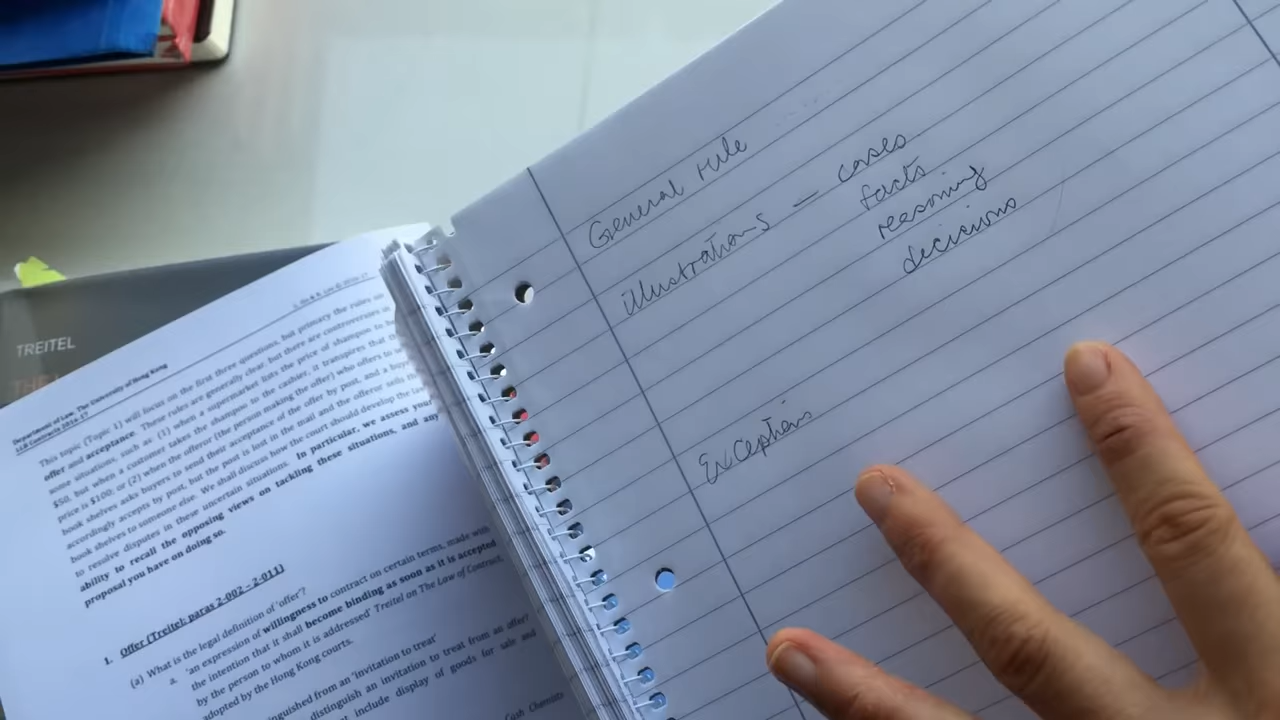 General rule
illustrations – cases
facts
reasoning
decisions
Exceptions
TREITEL
Department of Law, The University of Hong Kong
LLB Contracts 2016-17
This topic (Topic 1) will focus on the first three questions, but primary the rules on
offer and acceptance. These rules are generally clear, but there are controversies in
some situations, such as: (1) when a supermarket lists the price of shampoo to be
$50, but when a customer takes the shampoo to the cashier, it transpires that the
price is $100; or (2) when the offeror (the person making the offer) who offers to
book shelves asks buyers to send their acceptance of the offer by post, and a buyer
accordingly accepts by post, but the post is lost in the mail and the offeror sells the
book shelves to someone else. We shall discuss how the court should develop the law
to resolve disputes in these uncertain situations. In particular, we assess your
ability to recall the opposing views on tackling these situations, and any
proposal you have on doing so.
1. Offer (Treitel: paras 2-002 – 2-011)
(a) What is the legal definition of 'offer'?
a. 'an expression of willingness to contract on certain terms, made with
the intention that it shall become binding as soon as it is accepted
by the person to whom it is addressed' Treitel on The Law of Contract,
adopted by the Hong Kong courts.
guished from an 'invitation to treat'
distinguish an invitation to treat from an offer?
include display of goods for sale and
Cash